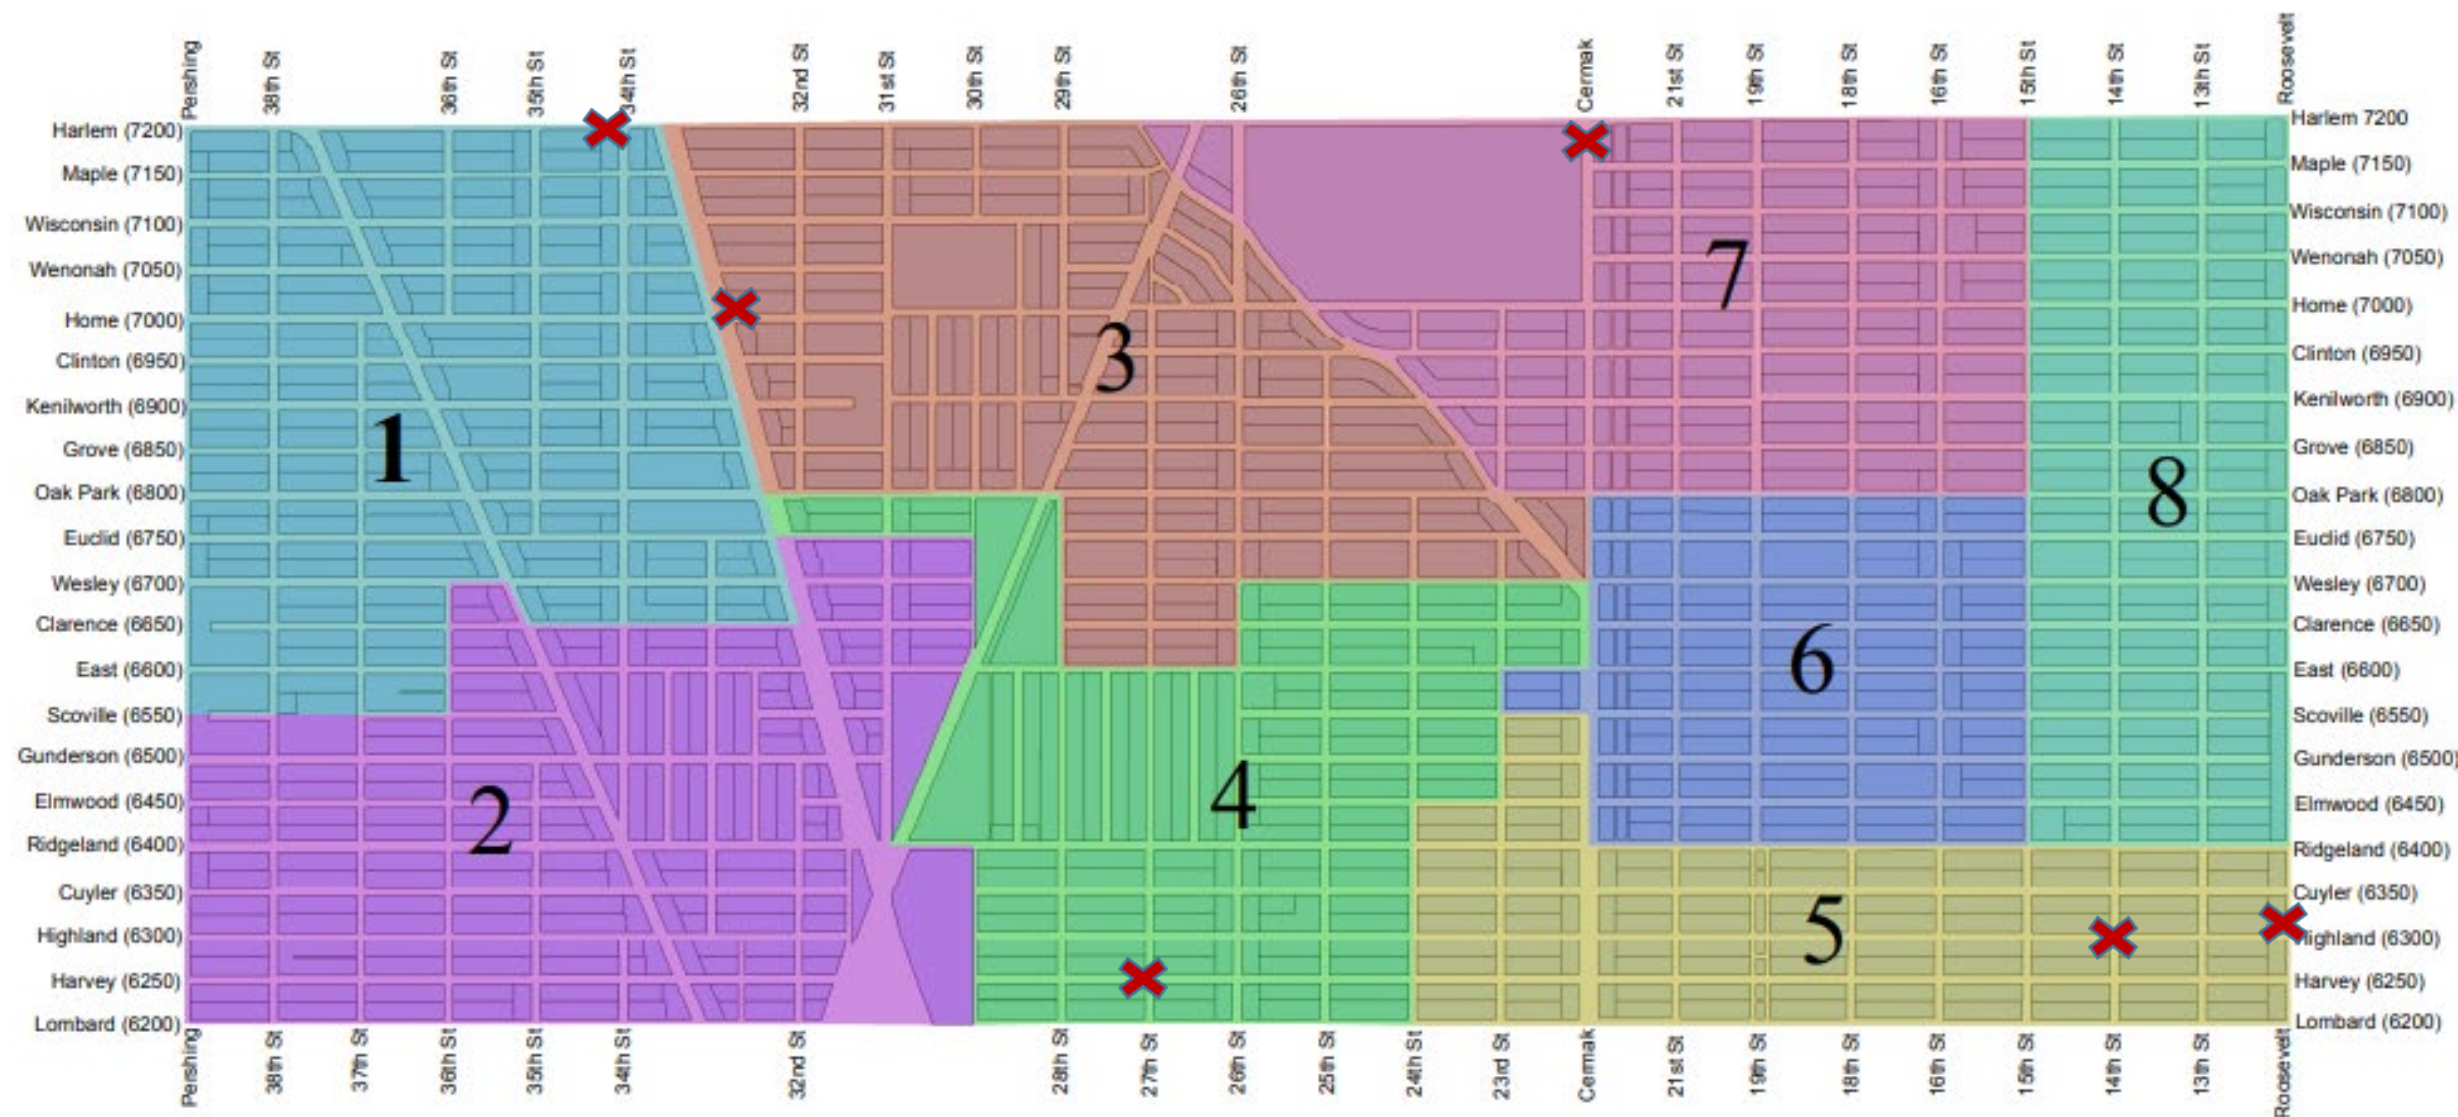 Pershing
38th St
36th St
35th St
34th St
32nd St
31st St
30th St
29th St
26th St
Cermak
21st St
19th St
18th St
16th St
15th St
14th St
13th St
Roosevelt
Harlem (7200)
Maple (7150)
Wisconsin (7100)
Wenonah (7050)
Home (7000)
Clinton (6950)
Kenilworth (6900)
Grove (6850)
Oak Park (6800)
Euclid (6750)
Wesley (6700)
Clarence (6650)
East (6600)
Scoville (6550)
Gunderson (6500)
Elmwood (6450)
Ridgeland (6400)
Cuyler (6350)
Highland (6300)
Harvey (6250)
Lombard (6200)
1
2
3
4
5
6
7
8
Harlem 7200
Maple (7150)
Wisconsin (7100)
Wenonah (7050)
Home (7000)
Clinton (6950)
Kenilworth (6900)
Grove (6850)
Oak Park (6800)
Euclid (6750)
Wesley (6700)
Clarence (6650)
East (6600)
Scoville (6550)
Gunderson (6500)
Elmwood (6450)
Ridgeland (6400)
Cuyler (6350)
Highland (6300)
Harvey (6250)
Lombard (6200)
Pershing
38th St
37th St
36th St
35th St
34th St
32nd St
28th St
27th St
26th St
25th St
24th St
23rd St
Cermak
21st St
19th St
18th St
16th St
15th St
14th St
13th St
Roosevelt